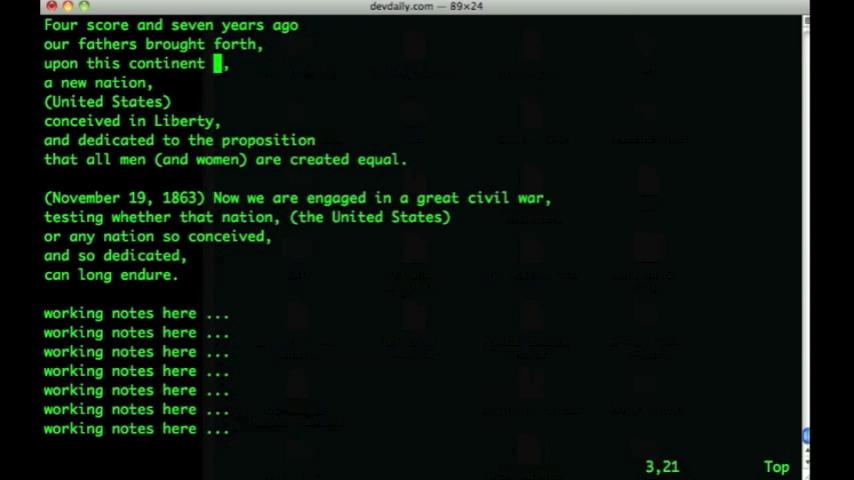 devdaily.com — 89×24
Four score and seven years ago
our fathers brought forth,
upon this continent ,
a new nation,
(United States)
conceived in Liberty,
and dedicated to the proposition
that all men (and women) are created equal.
(November 19, 1863) Now we are engaged in a great civil war,
testing whether that nation, (the United States)
or any nation so conceived,
and so dedicated,
can long endure.
working notes here ...
working notes here ...
working notes here ...
working notes here ...
working notes here ...
working notes here ...
working notes here ...
3,21 Top